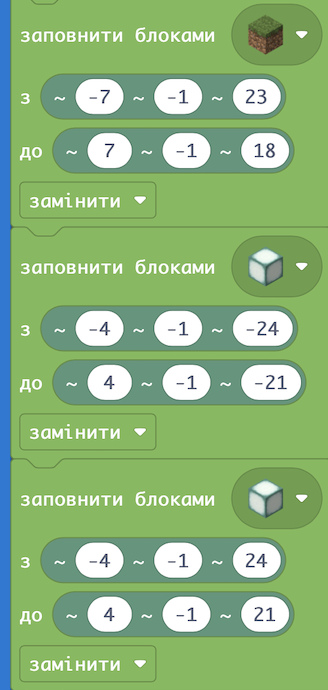 заповнити блоками
з ~ -7 ~ -1 ~ 23
до ~ 7 ~ -1 ~ 18
замінити
заповнити блоками
з ~ -4 ~ -1 ~ -24
до ~ 4 ~ -1 ~ -21
замінити
заповнити блоками
з ~ -4 ~ -1 ~ 24
до ~ 4 ~ -1 ~ 21
замінити